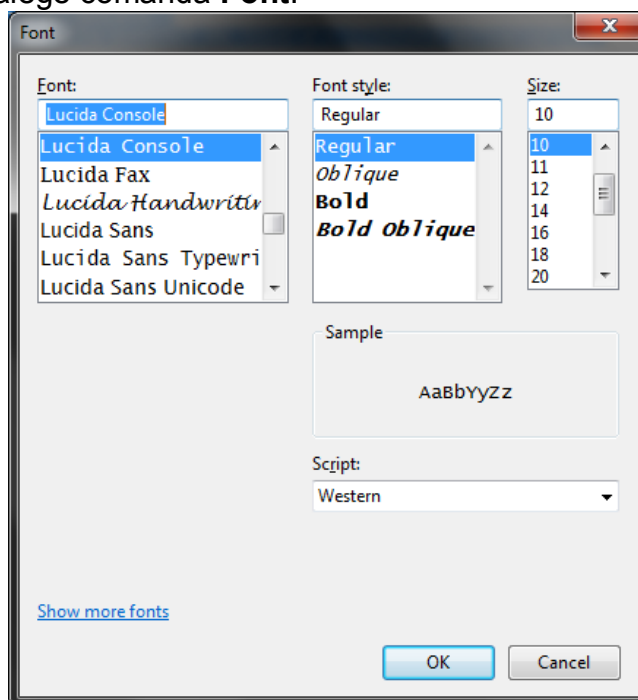 Font
Font:
Lucida Console
Lucida Console
Lucida Fax
Lucida Sans
Lucida Sans Unicode
Font style:
Regular
Regular
Oblique
Bold
Bold Oblique
Size:
10
10
11
12
14
16
18
20
Sample
AaBbYyZz
Script:
Western
Show more fonts
OK
Cancel